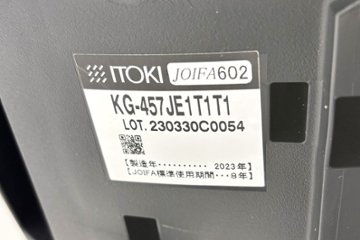 ITOKI JOIFA602
KG-457JE1T1T1
LOT. 230330C0054
【製造年･･････････2023年】
【JOIFA標準使用期間･･･8年】